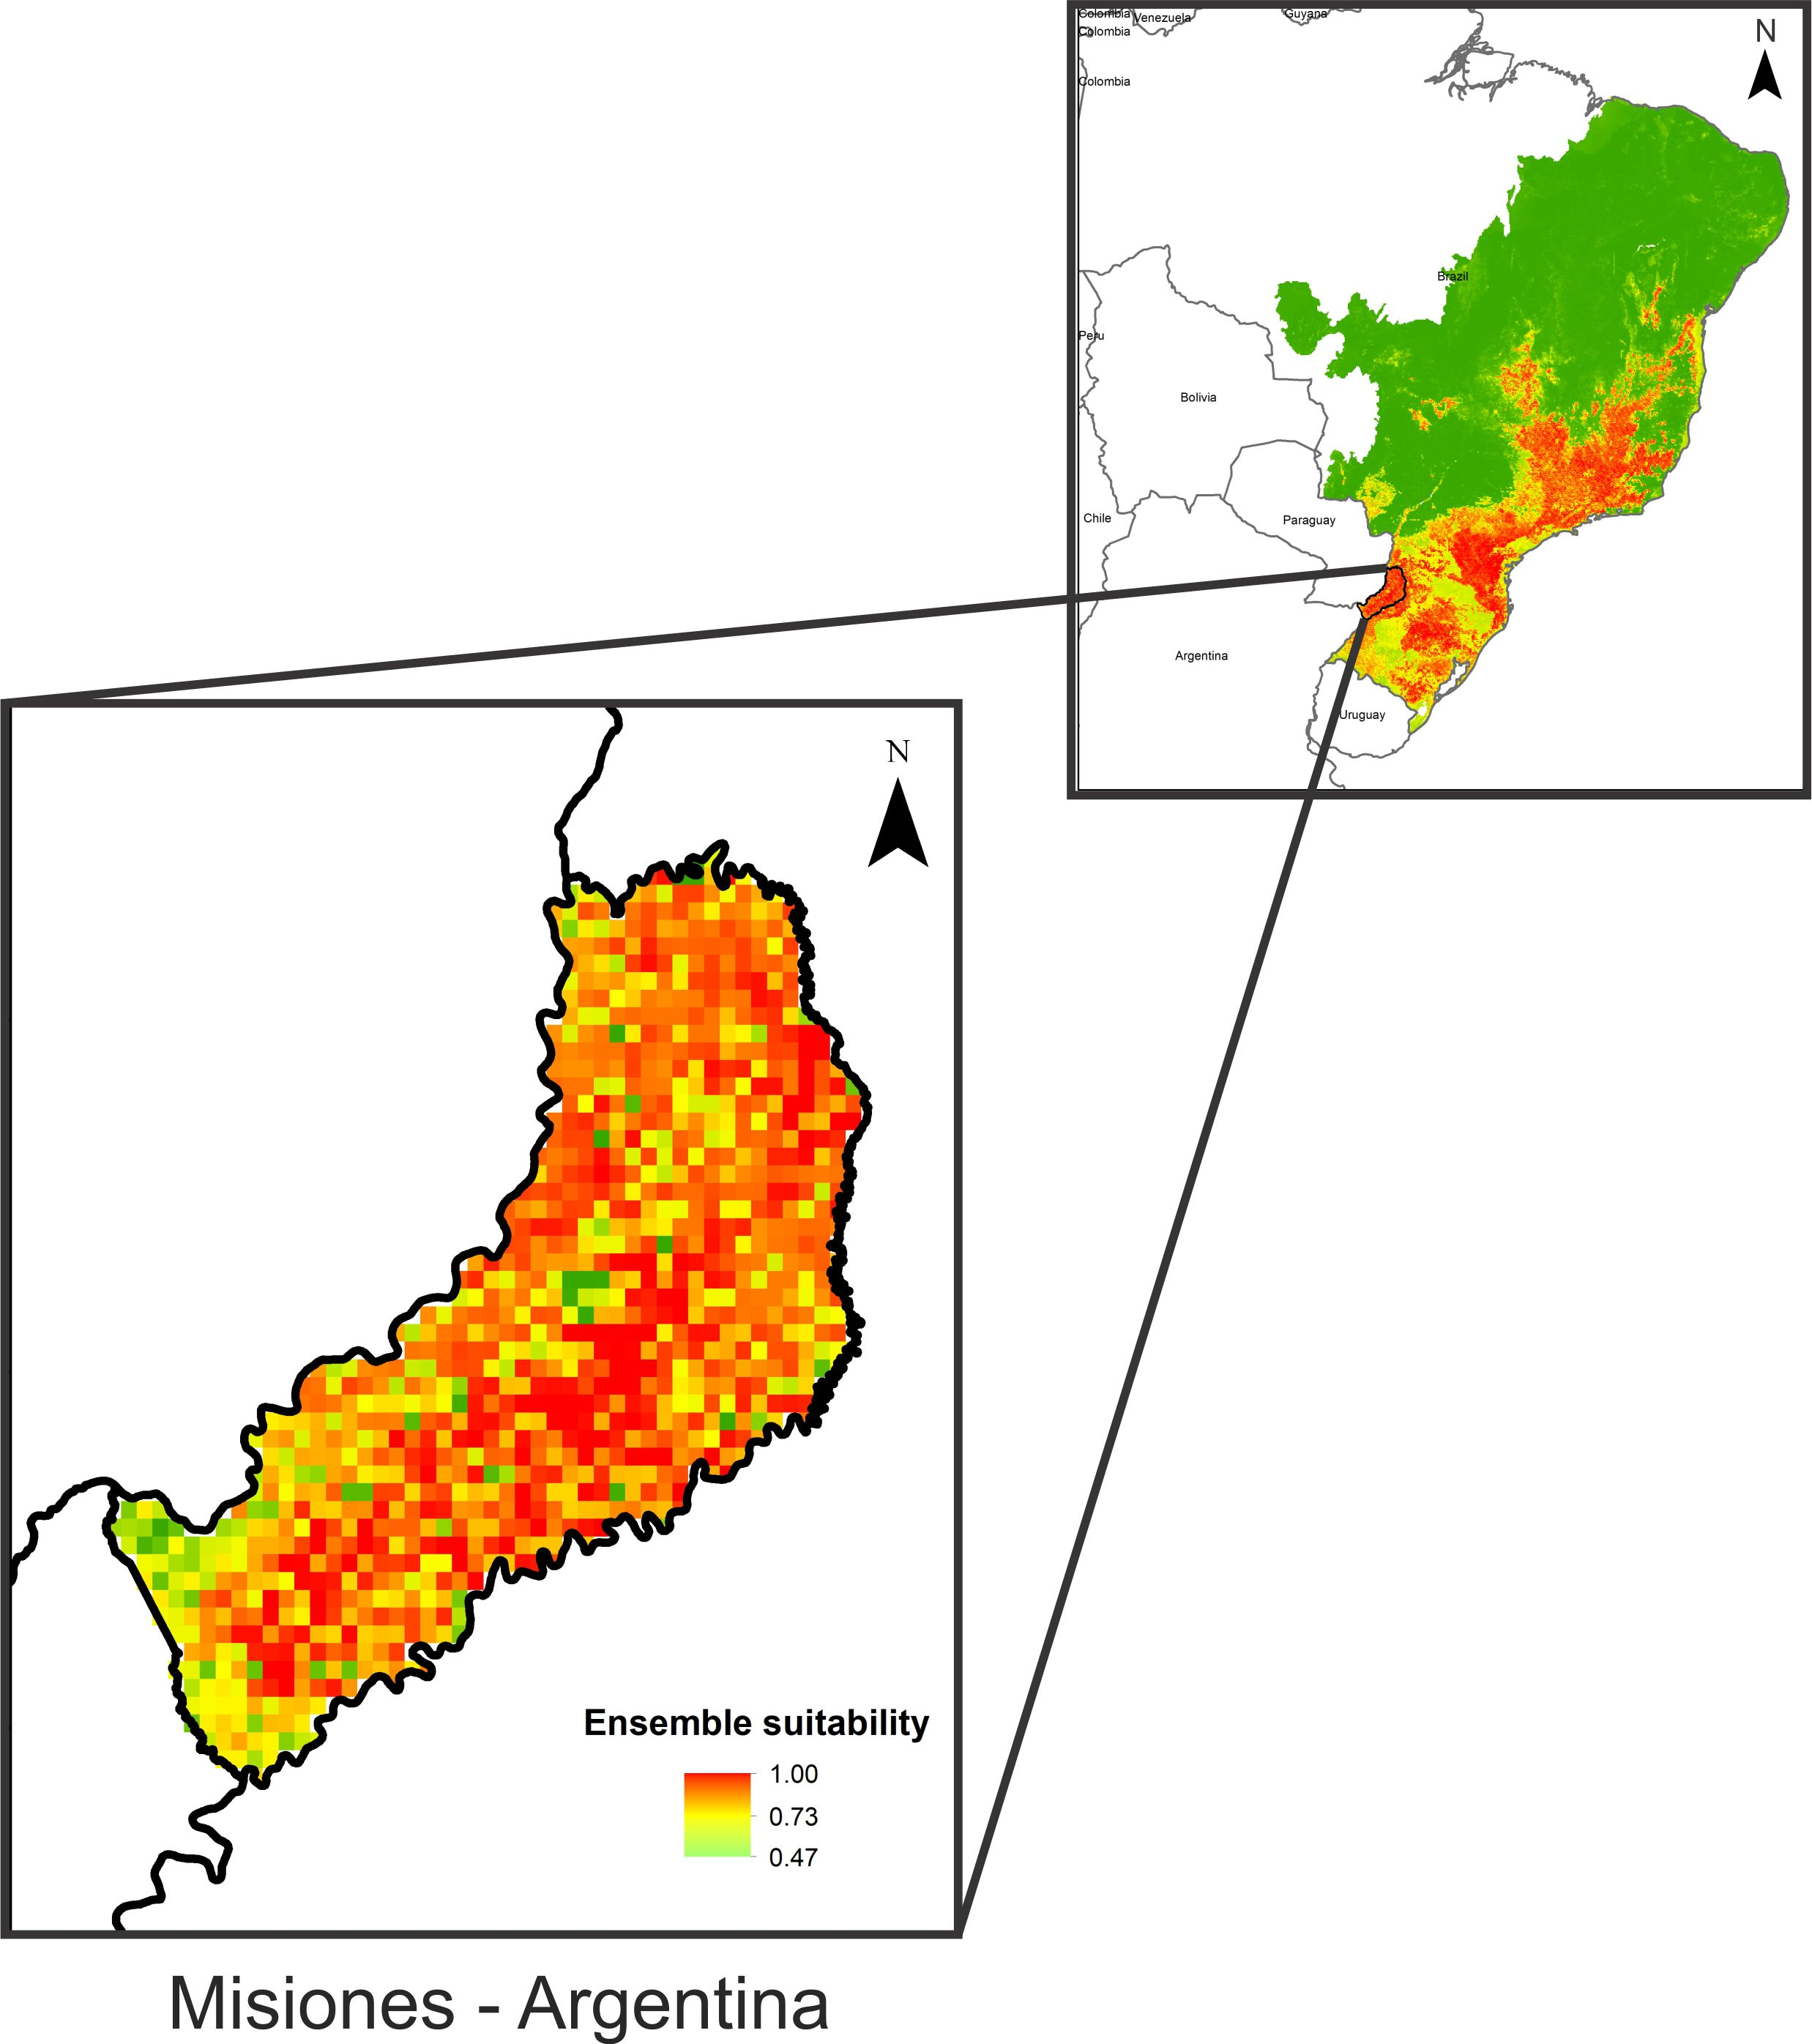 Colombia
Venezuela
Guyana
Colombia
N
Colombia
Brazil
Peru
Bolivia
Chile
Paraguay
Argentina
Uruguay
N
Ensemble suitability
1.00
0.73
0.47
Misiones - Argentina